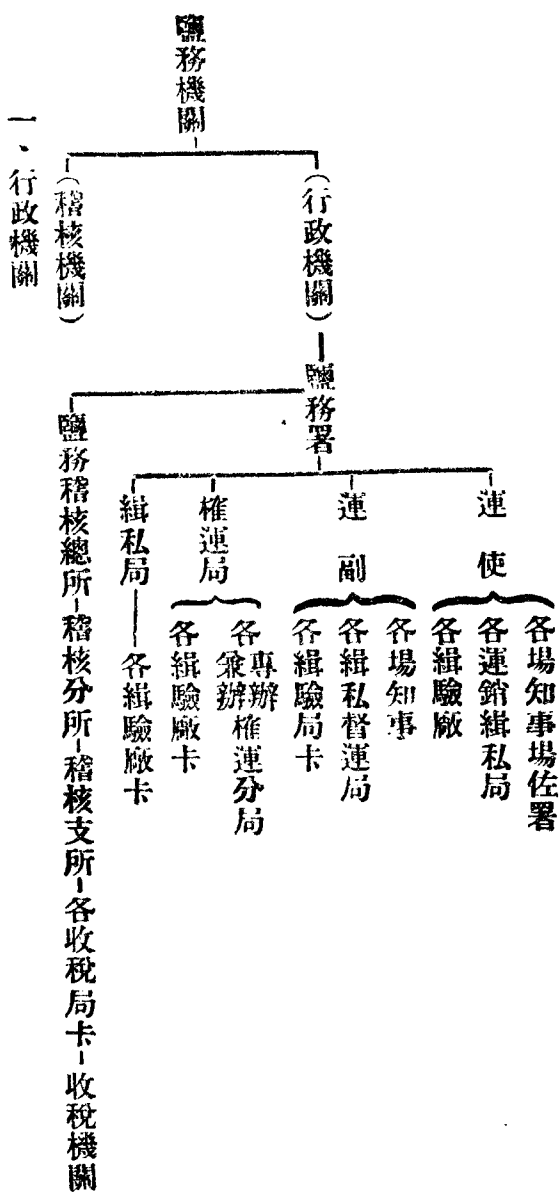 鹽務機關
（行政機關）
（稽核機關）
鹽務署
運使
各場知事場佐署
各運銷緝私局
各緝驗廠
運副
各場知事
各緝私督運局
各緝驗局卡
榷運局
各專辦兼辦榷運分局
各緝驗廠卡
緝私局
各緝驗廠卡
鹽務稽核總所-稽核分所-稽核支所-各收稅局卡-收稅機關
一、行政機關